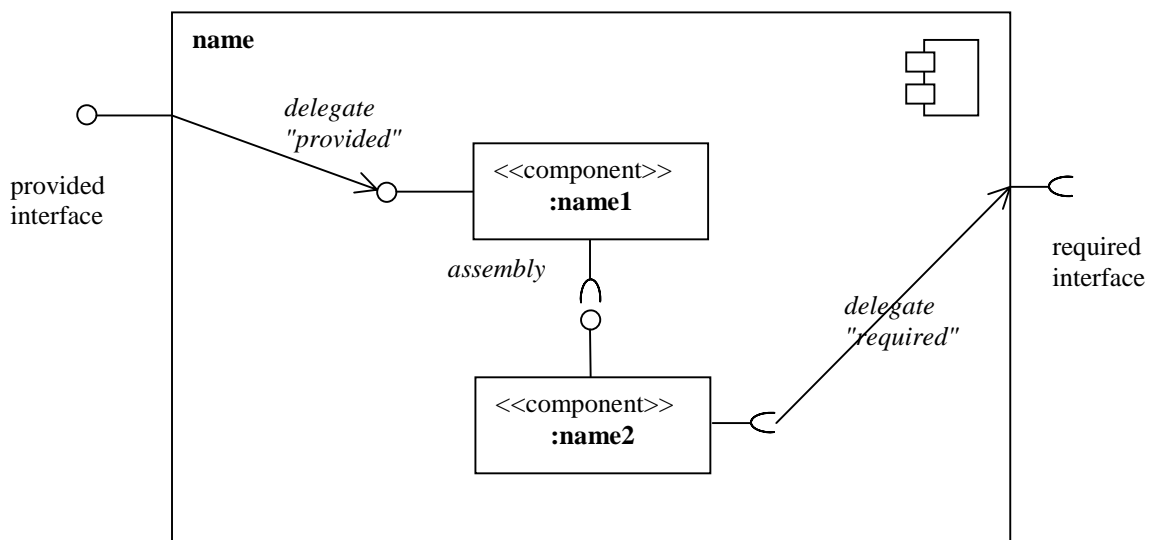 name
delegate
"provided"
provided
interface
<<component>>
:name1
assembly
required
interface
delegate
"required"
<<component>>
:name2